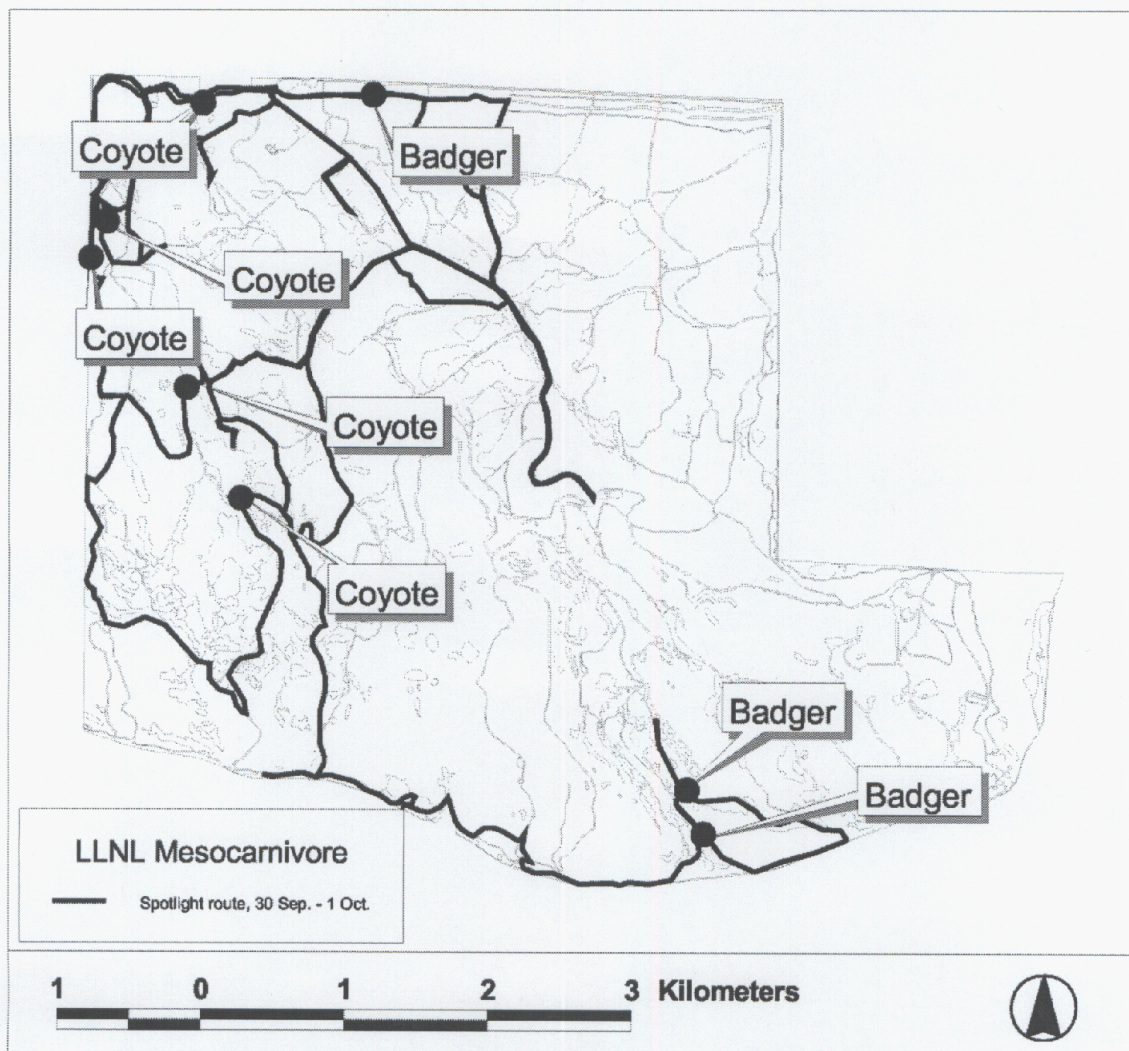 Coyote
Badger
Coyote
Coyote
Coyote
Coyote
Badger
Badger
LLNL Mesocarnivore
Spotlight route, 30 Sep. - 1 Oct.
1 0 1 2 3 Kilometers